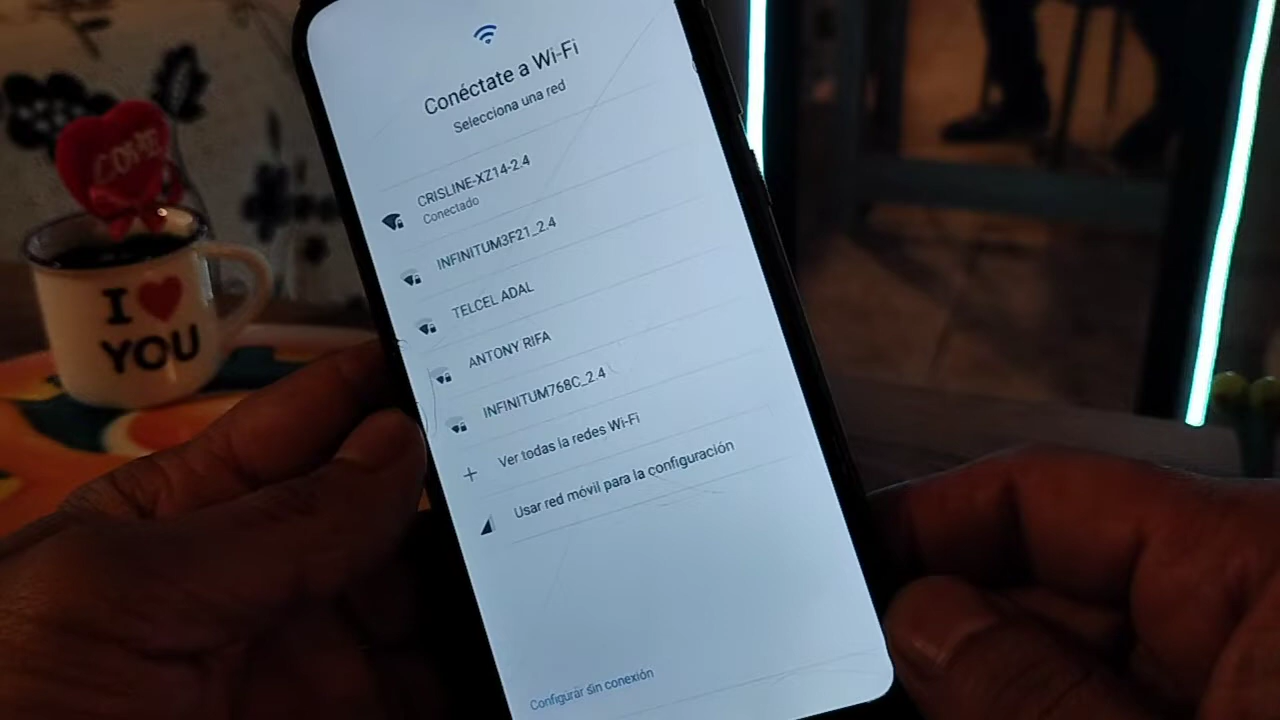 Conéctate a Wi-Fi
Selecciona una red
CRISLINE-XZ14-2.4
Conectado
INFINITUM3F21_2.4
TELCEL ADAL
ANTONY RIFA
INFINITUM768C_2.4
Ver todas la redes Wi-Fi
Usar red móvil para la configuración
Configurar sin conexión
I
YOU